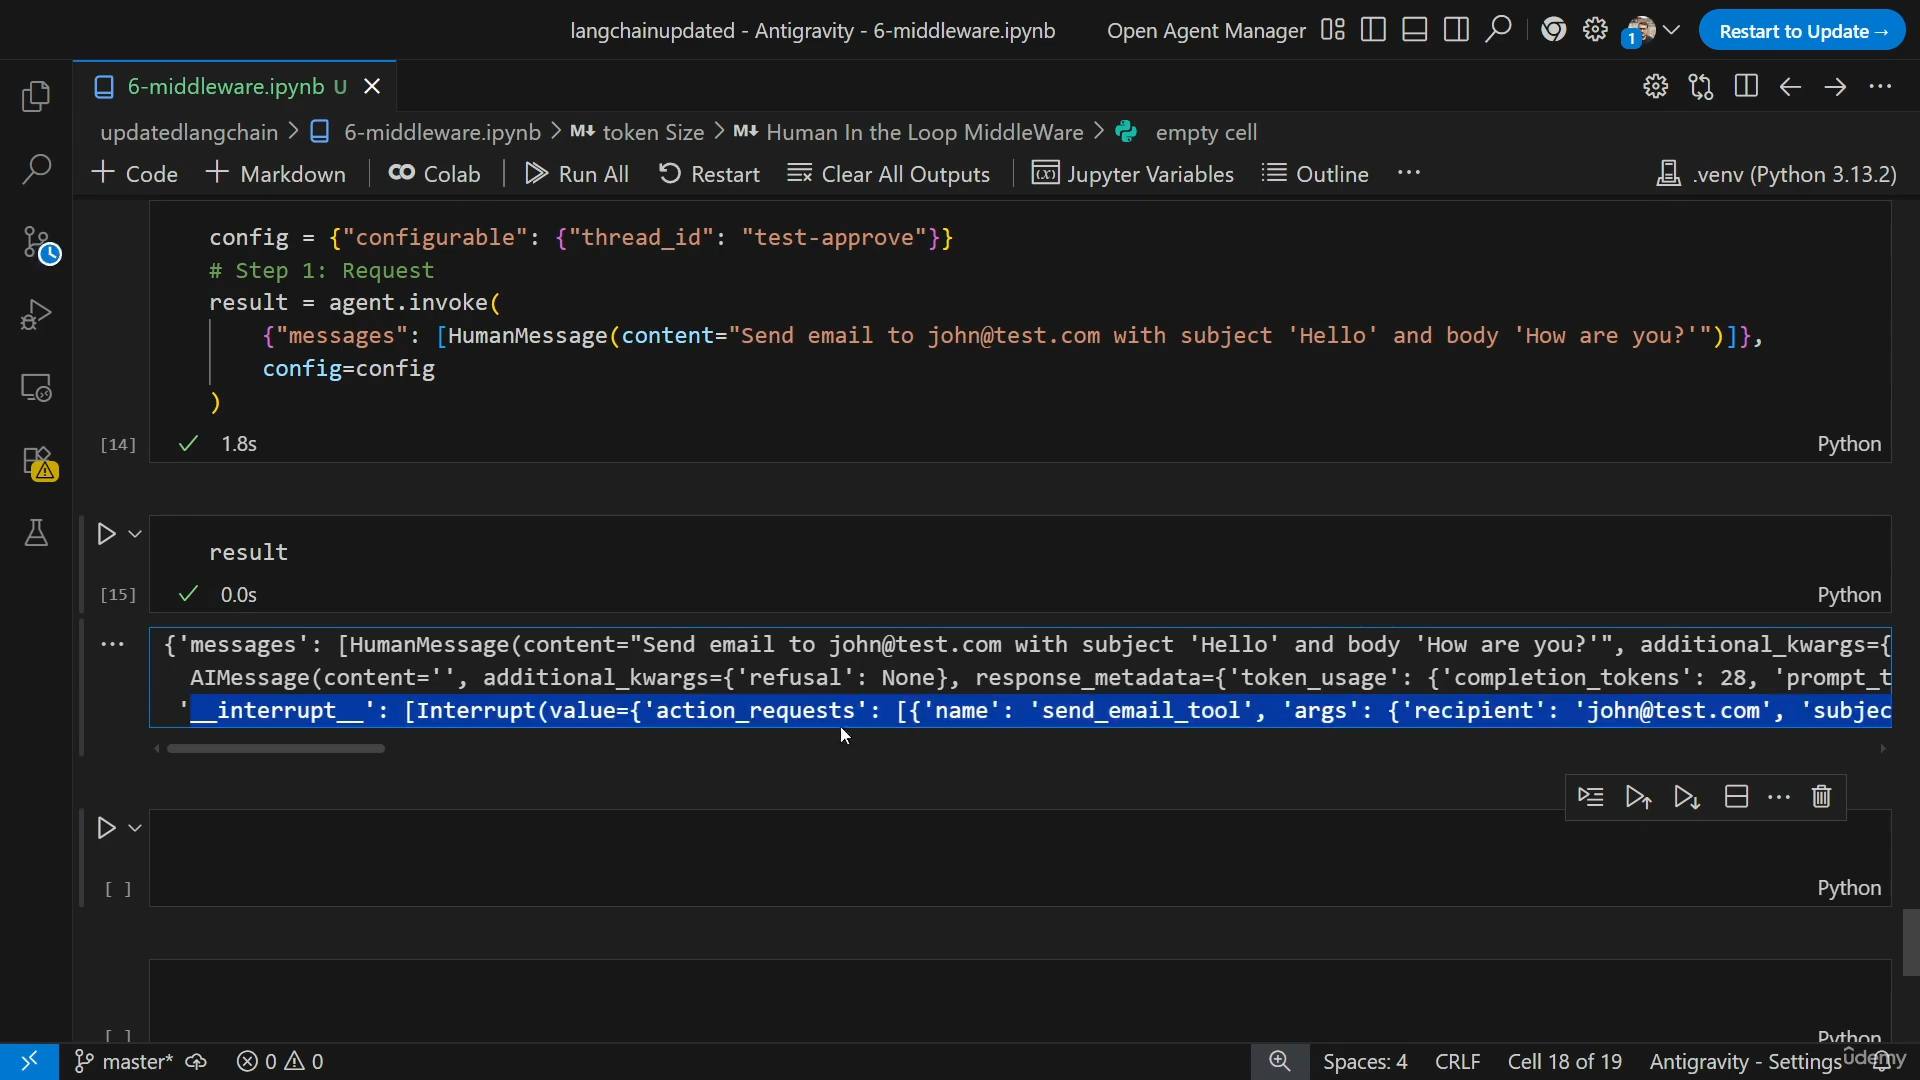 langchainupdated - Antigravity - 6-middleware.ipynb
Open Agent Manager
1
Restart to Update →
6-middleware.ipynb U
updatedlangchain > 6-middleware.ipynb > M↓ token Size > M↓ Human In the Loop MiddleWare > empty cell
+ Code + Markdown Colab Run All Restart Clear All Outputs Jupyter Variables Outline ... .venv (Python 3.13.2)
config = {"configurable": {"thread_id": "test-approve"}}
# Step 1: Request
result = agent.invoke(
{"messages": [HumanMessage(content="Send email to john@test.com with subject 'Hello' and body 'How are you?'")]},
config=config
)
[14] ✓ 1.8s Python
result
[15] ✓ 0.0s Python
{'messages': [HumanMessage(content="Send email to john@test.com with subject 'Hello' and body 'How are you?'", additional_kwargs={
AIMessage(content='', additional_kwargs={'refusal': None}, response_metadata={'token_usage': {'completion_tokens': 28, 'prompt_t
'__interrupt__': [Interrupt(value={'action_requests': [{'name': 'send_email_tool', 'args': {'recipient': 'john@test.com', 'subjec
[ ] Python
[ ] Python
master* 0 0 Spaces: 4 CRLF Cell 18 of 19 Antigravity - Settings
ûdemy